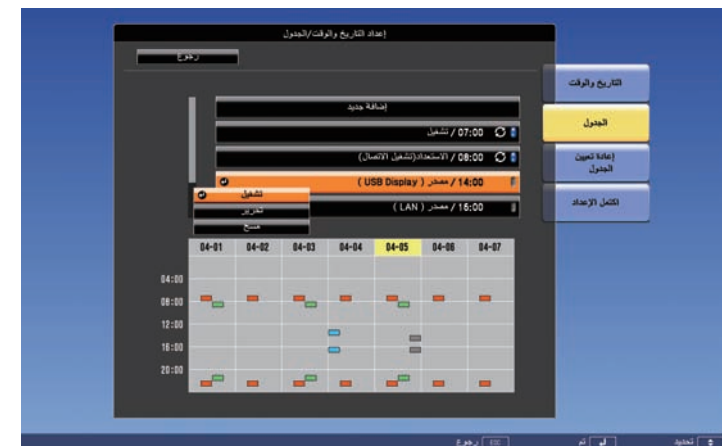 إعداد التاريخ والوقت/الجدول
رجوع
التاريخ والوقت
الجدول
إعادة تعيين
الجدول
اكتمل الإعداد
إضافة جديد
07:00 / تشغيل
08:00 / الاستعداد(تشغيل الاتصال)
14:00 / مصدر ( USB Display )
15:00 / مصدر ( LAN )
تشغيل
تحرير
مسح
04-01 04-02 04-03 04-04 04-05 04-06 04-07
04:00
08:00
12:00
16:00
20:00
تحديد تم رجوع